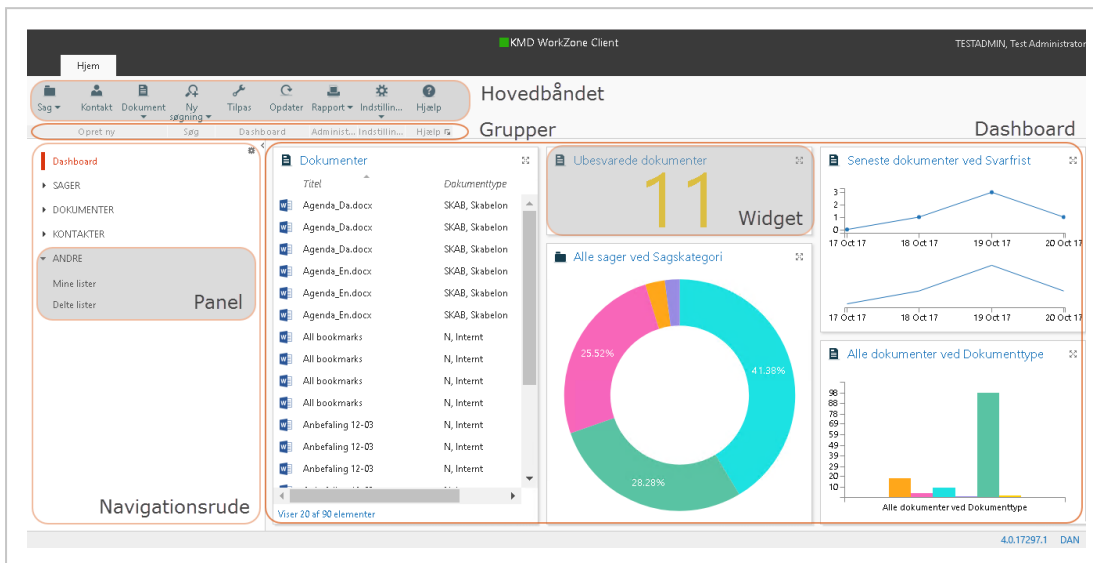 KMD WorkZone Client
TESTADMIN, Test Administrator
Hjem
Sag Kontakt Dokument Ny søgning Tilpas Opdater Rapport Indstillin... Hjælp
Hovedbåndet
Opret ny Søg Dashboard Administ... Indstillin... Hjælp
Grupper
Dashboard
Dashboard
SAGER
DOKUMENTER
KONTAKTER
ANDRE
Mine lister
Delte lister
Panel
Navigationsrude
Dokumenter
Titel Dokumenttype
Agenda_Da.docx SKAB, Skabelon
Agenda_Da.docx SKAB, Skabelon
Agenda_Da.docx SKAB, Skabelon
Agenda_En.docx SKAB, Skabelon
Agenda_En.docx SKAB, Skabelon
Agenda_En.docx SKAB, Skabelon
All bookmarks N, Internt
All bookmarks N, Internt
All bookmarks N, Internt
All bookmarks N, Internt
Anbefaling 12-03 N, Internt
Anbefaling 12-03 N, Internt
Anbefaling 12-03 N, Internt
Viser 20 af 90 elementer
Ubesvarede dokumenter
11
Widget
Alle sager ved Sagskategori
25.52%
41.38%
28.28%
Seneste dokumenter ved Svarfrist
3
2
1
0
17 Oct 17 18 Oct 17 19 Oct 17 20 Oct 17
17 Oct 17 18 Oct 17 19 Oct 17 20 Oct 17
Alle dokumenter ved Dokumenttype
98
88
78
69
59
49
39
29
20
10
Alle dokumenter ved Dokumenttype
4.0.17297.1 DAN